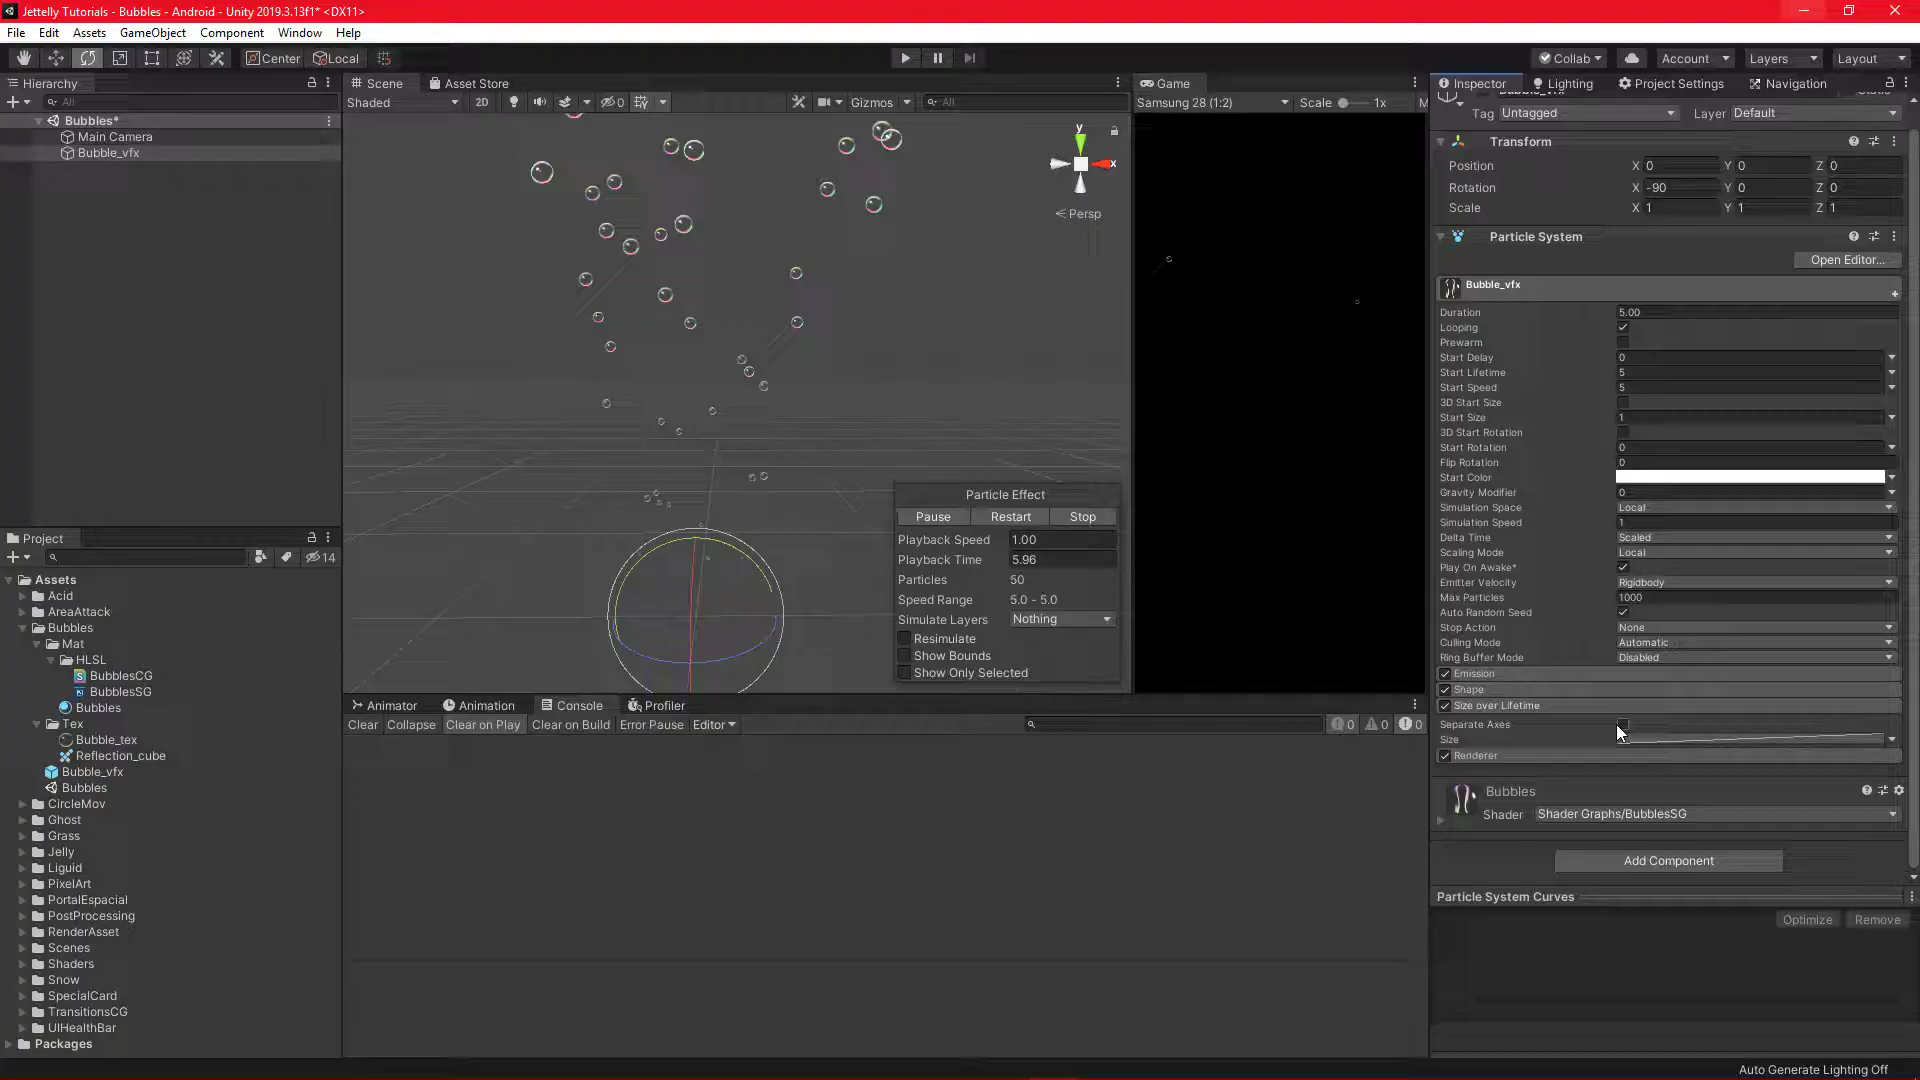 Jettelly Tutorials - Bubbles - Android - Unity 2019.3.13f1* <DX11>
File Edit Assets GameObject Component Window Help
Center Local Collab Account Layers Layout
Hierarchy
All
Bubbles*
Main Camera
Bubble_vfx
Scene Asset Store
Shaded 2D 0 Gizmos All
y
x
Persp
Particle Effect
Pause Restart Stop
Playback Speed 1.00
Playback Time 5.96
Particles 50
Speed Range 5.0 - 5.0
Simulate Layers Nothing
Resimulate
Show Bounds
Show Only Selected
Game
Samsung 28 (1:2) Scale 1x M
Inspector Lighting Project Settings Navigation
Tag Untagged Layer Default
Transform
Position X 0 Y 0 Z 0
Rotation X -90 Y 0 Z 0
Scale X 1 Y 1 Z 1
Particle System
Open Editor...
Bubble_vfx
Duration 5.00
Looping
Prewarm
Start Delay 0
Start Lifetime 5
Start Speed 5
3D Start Size
Start Size 1
3D Start Rotation
Start Rotation 0
Flip Rotation 0
Start Color
Gravity Modifier 0
Simulation Space Local
Simulation Speed 1
Delta Time Scaled
Scaling Mode Local
Play On Awake*
Emitter Velocity Rigidbody
Max Particles 1000
Auto Random Seed
Stop Action None
Culling Mode Automatic
Ring Buffer Mode Disabled
Emission
Shape
Size over Lifetime
Separate Axes
Size
Renderer
Bubbles
Shader Shader Graphs/BubblesSG
Add Component
Particle System Curves
Optimize Remove
Project
14
Assets
Acid
AreaAttack
Bubbles
Mat
HLSL
BubblesCG
BubblesSG
Bubbles
Tex
Bubble_tex
Reflection_cube
Bubble_vfx
Bubbles
CircleMov
Ghost
Grass
Jelly
Liguid
PixelArt
PortalEspacial
PostProcessing
RenderAsset
Scenes
Shaders
Snow
SpecialCard
TransitionsCG
UIHealthBar
Packages
Animator Animation Console Profiler
Clear Collapse Clear on Play Clear on Build Error Pause Editor 0 0 0
Auto Generate Lighting Off